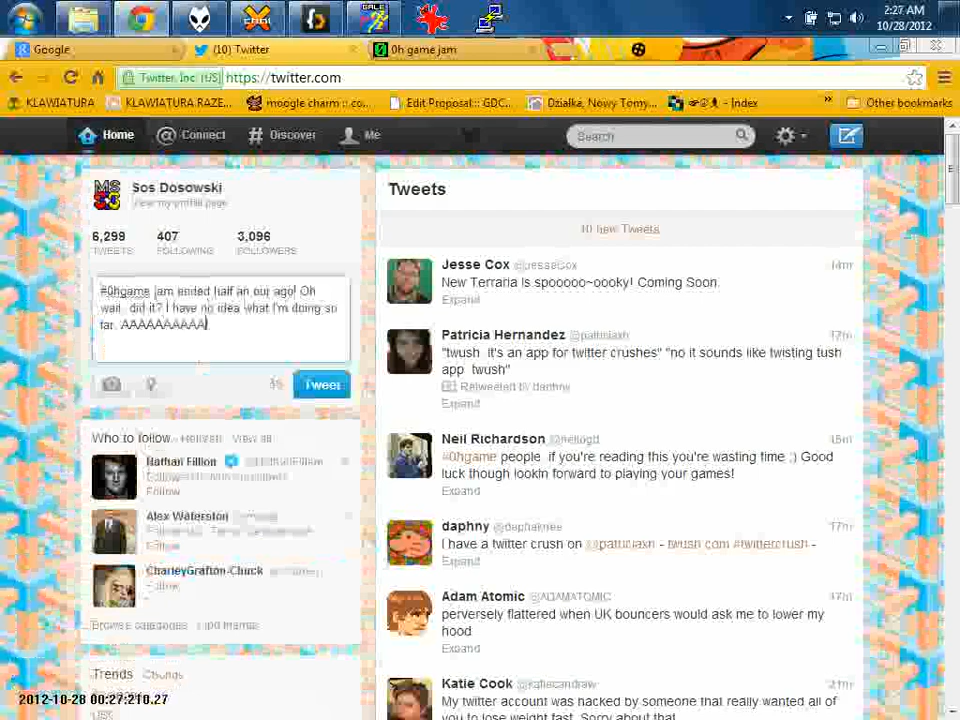 2:27 AM
10/28/2012
Google
(10) Twitter
0h game jam
Twitter, Inc. [US]
https://twitter.com
KLAWIATURA
KLAWIATURA RAZE...
moogle charm :: co...
Edit Proposal :: GDC...
Działka, Nowy Tomy...
- Index
Other bookmarks
Home
Connect
Discover
Me
Search
Sos Dosowski
View my profile page
6,299
407
3,096
TWEETS
FOLLOWING
FOLLOWERS
#0hgame jam ended half an our ago! Oh
wait, did it? I have no idea what I'm doing so
far. AAAAAAAAAA
Tweet
Who to follow
Refresh
View all
Nathan Fillion
Follow
Alex Waterston
Follow
CharleyGrafton-Chuck
Follow
Browse categories
Find friends
Trends
Change
Tweets
10 new Tweets
Jesse Cox @JesseCox
14m
New Terraria is spooooo~oooky! Coming Soon.
Expand
Patricia Hernandez @patriciaxh
17m
"twush it's an app for twitter crushes" "no it sounds like twisting tush
app twush"
Retweeted by daphny
Expand
Neil Richardson @nellogd
18m
#0hgame people if you're reading this you're wasting time ;) Good
luck though lookin forward to playing your games!
Expand
daphny @daphaknee
17m
I have a twitter crush on @patriciaxh - twush.com #twittercrush -
Expand
Adam Atomic @ADAMATOMIC
17m
perversely flattered when UK bouncers would ask me to lower my
hood
Expand
Katie Cook @katiecandraw
21m
My twitter account was hacked by someone that really wanted all of
you to lose weight fast. Sorry about that.
2012-10-28 00:27:210.27